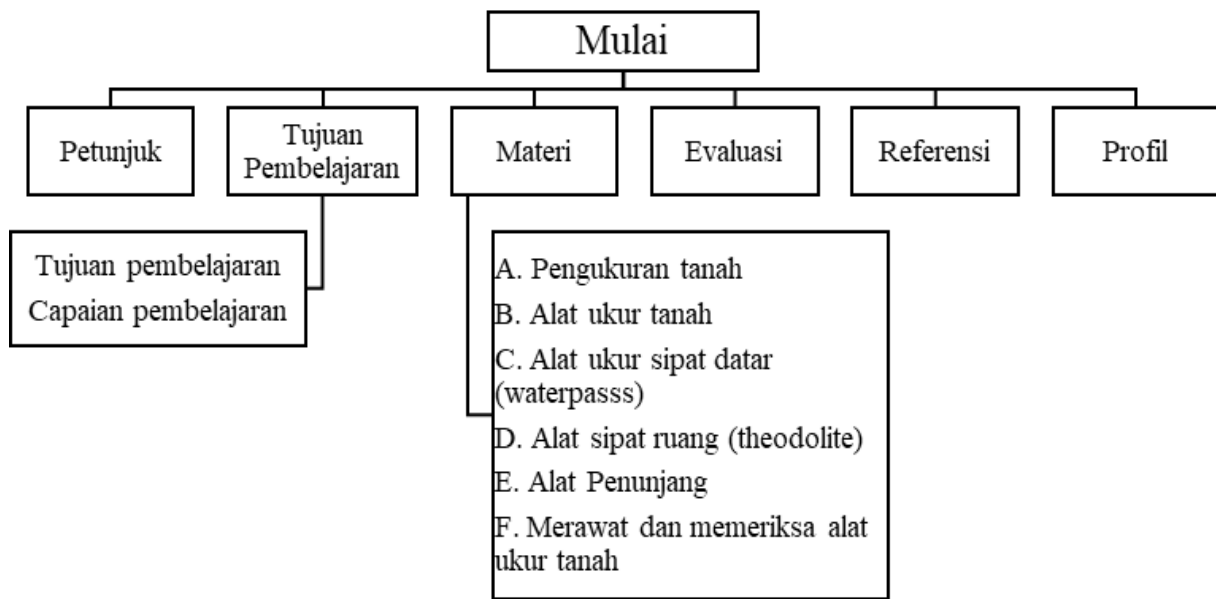 Mulai
Petunjuk
Tujuan
Pembelajaran
Materi
Evaluasi
Referensi
Profil
Tujuan pembelajaran
Capaian pembelajaran
A. Pengukuran tanah
B. Alat ukur tanah
C. Alat ukur sipat datar
(waterpasss)
D. Alat sipat ruang (theodolite)
E. Alat Penunjang
F. Merawat dan memeriksa alat
ukur tanah